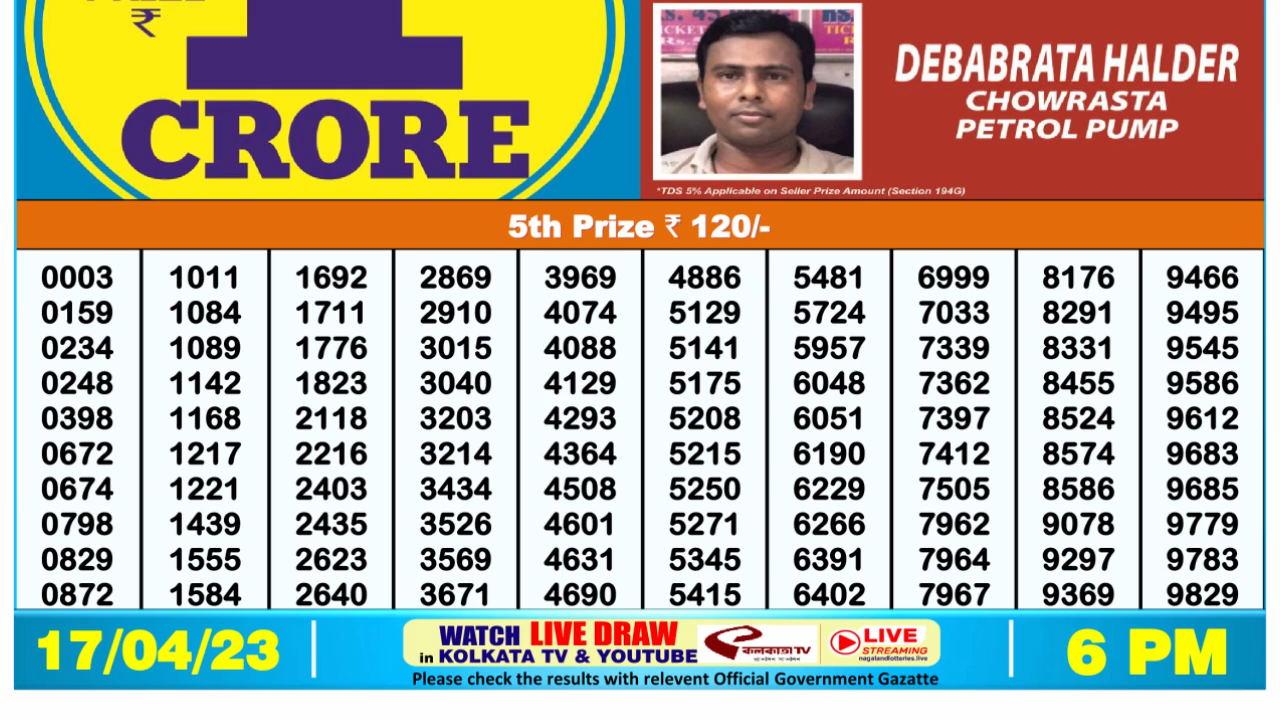 ₹
1
CRORE
DEBABRATA HALDER
CHOWRASTA
PETROL PUMP
*TDS 5% Applicable on Seller Prize Amount (Section 194G)
5th Prize ₹ 120/-
0003 1011 1692 2869 3969 4886 5481 6999 8176 9466
0159 1084 1711 2910 4074 5129 5724 7033 8291 9495
0234 1089 1776 3015 4088 5141 5957 7339 8331 9545
0248 1142 1823 3040 4129 5175 6048 7362 8455 9586
0398 1168 2118 3203 4293 5208 6051 7397 8524 9612
0672 1217 2216 3214 4364 5215 6190 7412 8574 9683
0674 1221 2403 3434 4508 5250 6229 7505 8586 9685
0798 1439 2435 3526 4601 5271 6266 7962 9078 9779
0829 1555 2623 3569 4631 5345 6391 7964 9297 9783
0872 1584 2640 3671 4690 5415 6402 7967 9369 9829
17/04/23
WATCH LIVE DRAW
in KOLKATA TV & YOUTUBE
কলকাতা TV
LIVE
STREAMING
nagalandlotteries.live
Please check the results with relevent Official Government Gazatte
6 PM